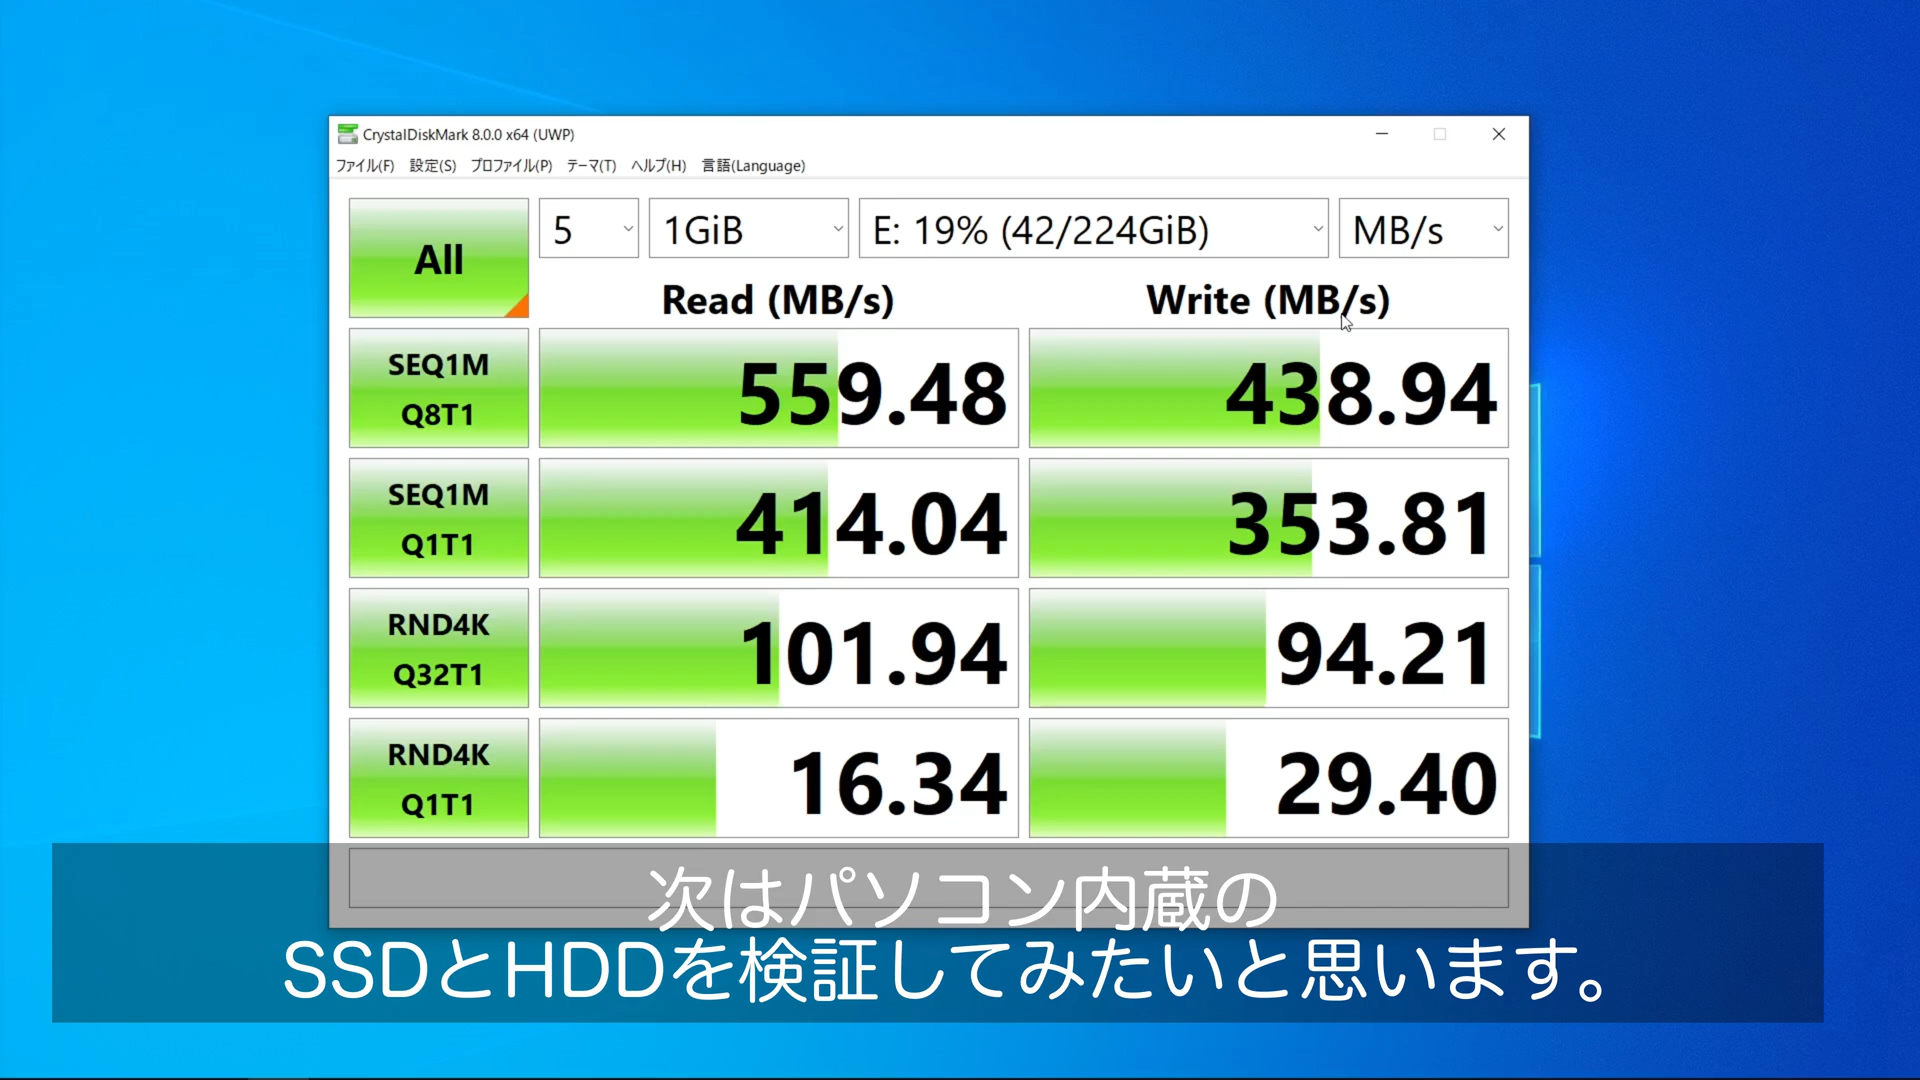 CrystalDiskMark 8.0.0 x64 (UWP)
ファイル(F) 設定(S) プロファイル(P) テーマ(T) ヘルプ(H) 言語(Language)
All 5 1GiB E: 19% (42/224GiB) MB/s
Read (MB/s) Write (MB/s)
SEQ1M
Q8T1
559.48 438.94
SEQ1M
Q1T1
414.04 353.81
RND4K
Q32T1
101.94 94.21
RND4K
Q1T1
16.34 29.40
次はパソコン内蔵の
SSDとHDDを検証してみたいと思います。